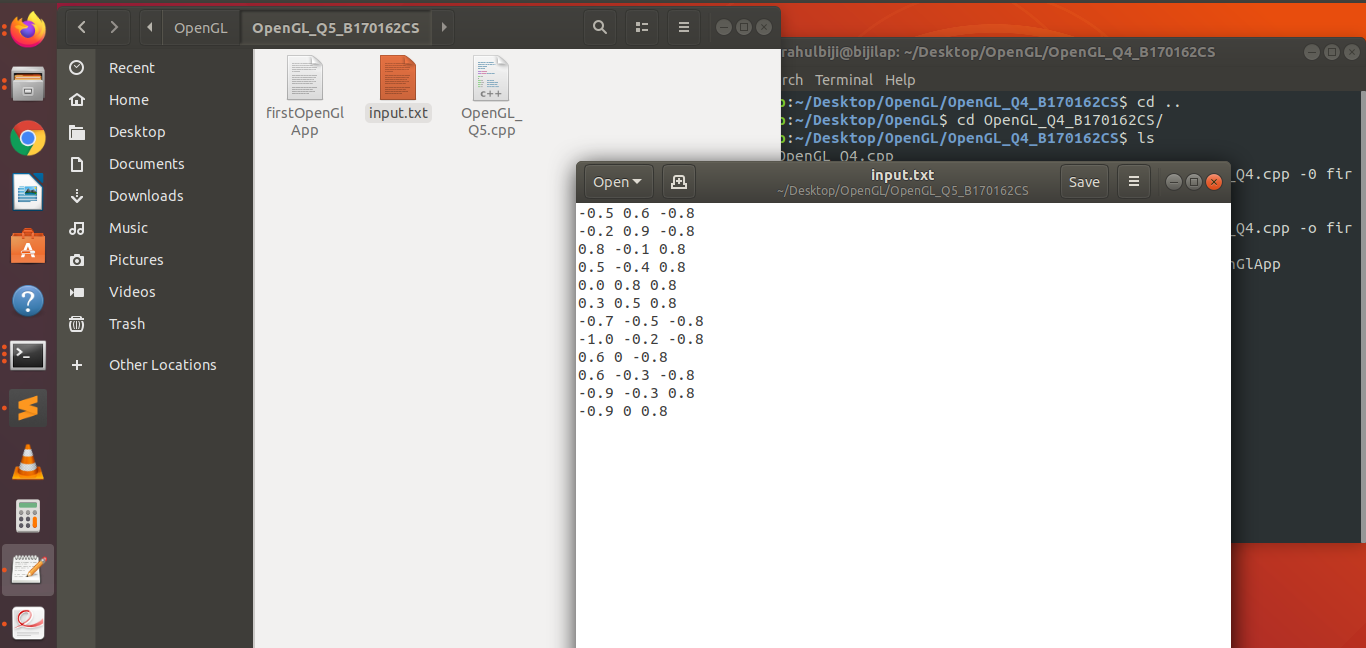 OpenGL
OpenGL_Q5_B170162CS
Recent
Home
Desktop
Documents
Downloads
Music
Pictures
Videos
Trash
Other Locations
firstOpenGl
App
input.txt
OpenGL_
Q5.cpp
c++
rahulbiji@bijilap: ~/Desktop/OpenGL/OpenGL_Q4_B170162CS
rch Terminal Help
:~/Desktop/OpenGL/OpenGL_Q4_B170162CS$ cd ..
:~/Desktop/OpenGL$ cd OpenGL_Q4_B170162CS/
:~/Desktop/OpenGL/OpenGL_Q4_B170162CS$ ls
OpenGL_Q4.cpp
_Q4.cpp -0 fir
_Q4.cpp -o fir
GlApp
Open
input.txt
~/Desktop/OpenGL/OpenGL_Q5_B170162CS
Save
-0.5 0.6 -0.8
-0.2 0.9 -0.8
0.8 -0.1 0.8
0.5 -0.4 0.8
0.0 0.8 0.8
0.3 0.5 0.8
-0.7 -0.5 -0.8
-1.0 -0.2 -0.8
0.6 0 -0.8
0.6 -0.3 -0.8
-0.9 -0.3 0.8
-0.9 0 0.8